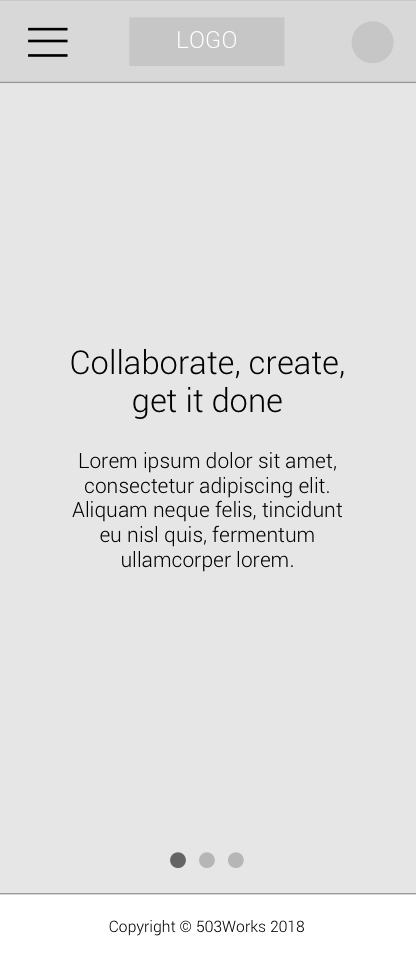 LOGO
Collaborate, create,
get it done
Lorem ipsum dolor sit amet,
consectetur adipiscing elit.
Aliquam neque felis, tincidunt
eu nisl quis, fermentum
ullamcorper lorem.
Copyright © 503Works 2018